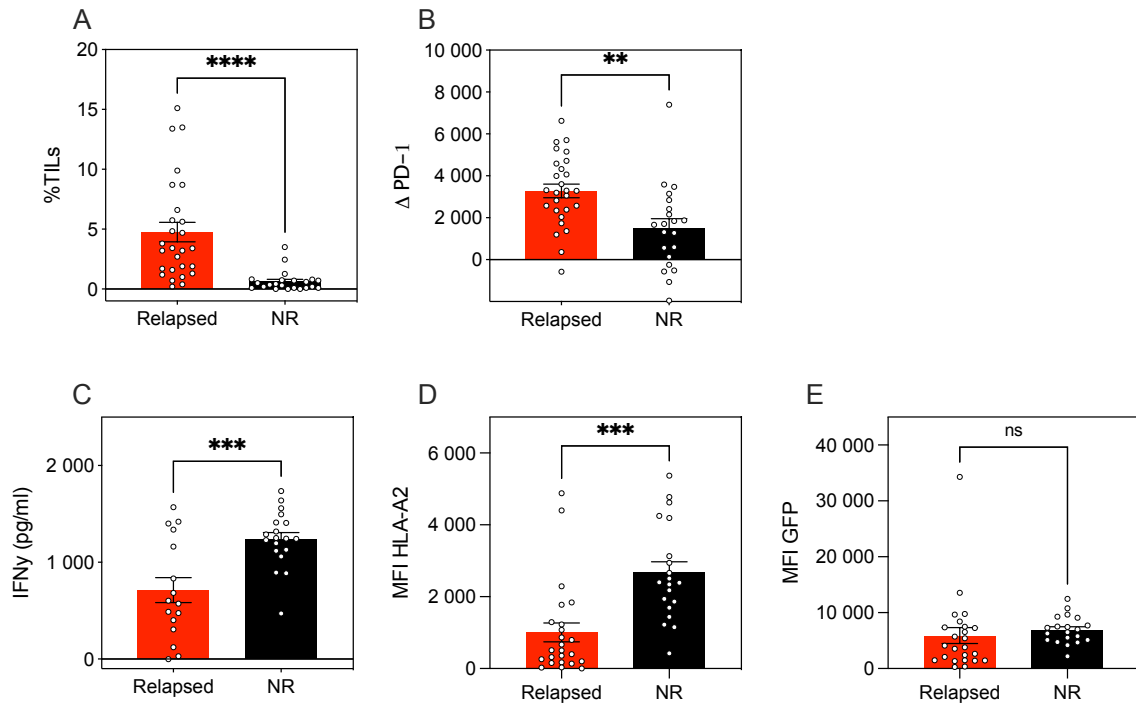 A
20
15
10
5
0
%TILs
****
Relapsed
NR
B
10 000
8 000
6 000
4 000
2 000
0
Δ PD−1
**
Relapsed
NR
C
2 000
1 000
0
IFNy (pg/ml)
***
Relapsed
NR
D
6 000
4 000
2 000
0
MFI HLA-A2
***
Relapsed
NR
E
40 000
30 000
20 000
10 000
0
MFI GFP
ns
Relapsed
NR